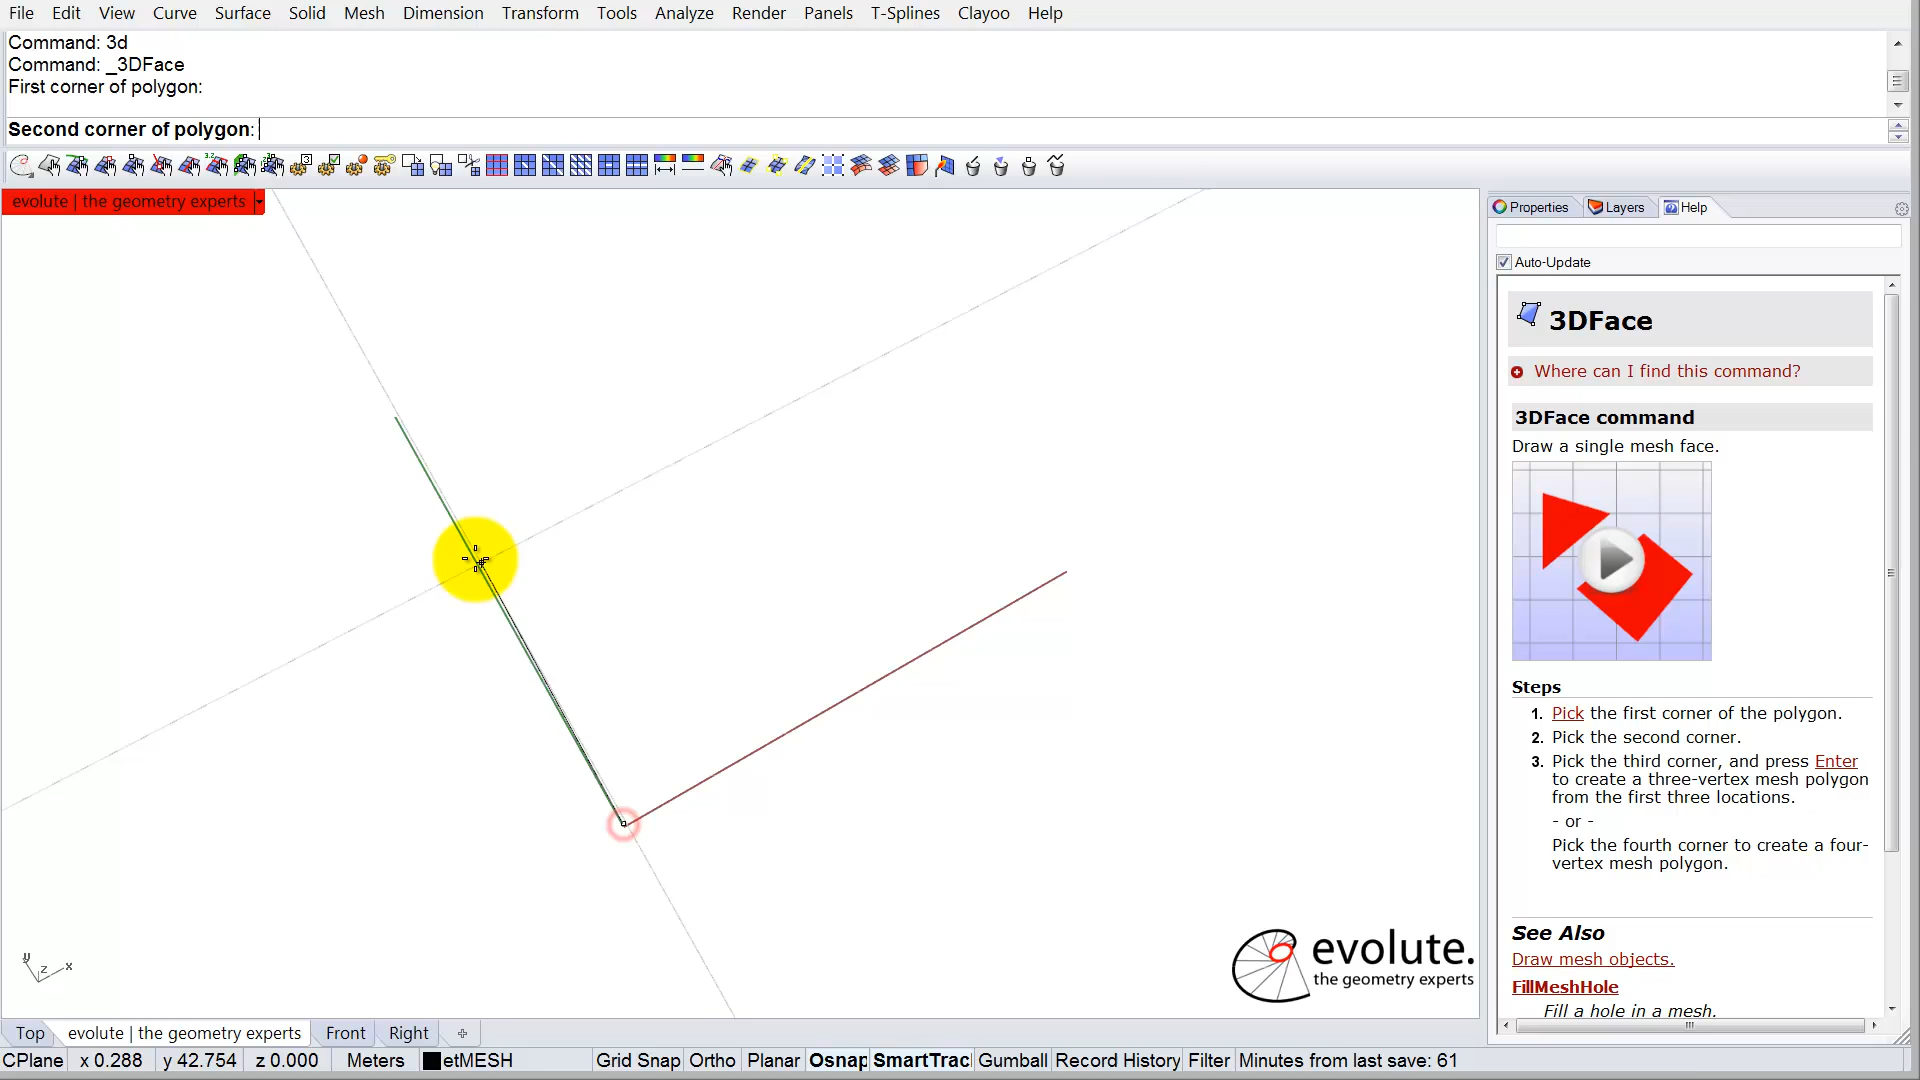 File Edit View Curve Surface Solid Mesh Dimension Transform Tools Analyze Render Panels T-Splines Clayoo Help
Command: 3d
Command: _3DFace
First corner of polygon:
Second corner of polygon:
evolute | the geometry experts
Properties Layers Help
Auto-Update
3DFace
Where can I find this command?
3DFace command
Draw a single mesh face.
Steps
1. Pick the first corner of the polygon.
2. Pick the second corner.
3. Pick the third corner, and press Enter
to create a three-vertex mesh polygon
from the first three locations.
- or -
Pick the fourth corner to create a four-
vertex mesh polygon.
See Also
Draw mesh objects.
FillMeshHole
Fill a hole in a mesh.
y z x
evolute.
the geometry experts
Top evolute | the geometry experts Front Right
CPlane x 0.288 y 42.754 z 0.000 Meters etMESH Grid Snap Ortho Planar Osnap SmartTrac Gumball Record History Filter Minutes from last save: 61